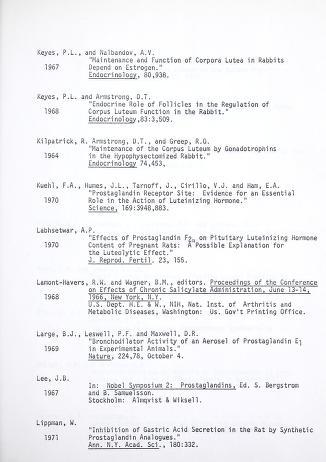 Keyes, P.L., and Nalbandov, A.V.
"Maintenance and Function of Corpora Lutea in Rabbits
1967 Depend on Estrogen."
Endocrinology, 80,938.
Keyes, P.L. and Armstrong, D.T.
"Endocrine Role of Follicles in the Regulation of
1968 Corpus Luteum Function in the Rabbit."
Endocrinology,83:3,509.
Kilpatrick, R. Armstrong, D.T., and Greep, R.O.
"Maintenance of the Corpus Luteum by Gonadotrophins
1964 in the Hypophysectomized Rabbit."
Endocrinology 74,453.
Kuehl, F.A., Humes, J.L., Tarnoff, J., Cirillo, V.J. and Ham, E.A.
"Prostaglandin Receptor Site: Evidence for an Essential
1970 Role in the Action of Luteinizing Hormone."
Science, 169:3948,883.
Labhsetwar, A.P.
"Effects of Prostaglandin F2α on Pituitary Luteinizing Hormone
1970 Content of Pregnant Rats: A Possible Explanation for
the Luteolytic Effect."
J. Reprod. Fertil. 23, 155.
Lamont-Havers, R.W. and Wagner, B.M., editors. Proceedings of the Conference
on Effects of Chronic Salicylate Administration, June 13-14,
1968 1966, New York, N.Y.
U.S. Dept. H.E. & W., NIH, Nat. Inst. of Arthritis and
Metabolic Diseases, Washington: Us. Gov't Printing Office.
Large, B.J., Leswell, P.F. and Maxwell, D.R.
"Bronchodilator Activity of an Aerosol of Prostaglandin E1
1969 in Experimental Animals."
Nature, 224,78, October 4.
Lee, J.B.
In: Nobel Symposium 2: Prostaglandins, Ed. S. Bergstrom
1967 and B. Samuelsson.
Stockholm: Almqvist & Wiksell.
Lippman, W.
"Inhibition of Gastric Acid Secretion in the Rat by Synthetic
1971 Prostaglandin Analogues."
Ann. N.Y. Acad. Sci., 180:332.